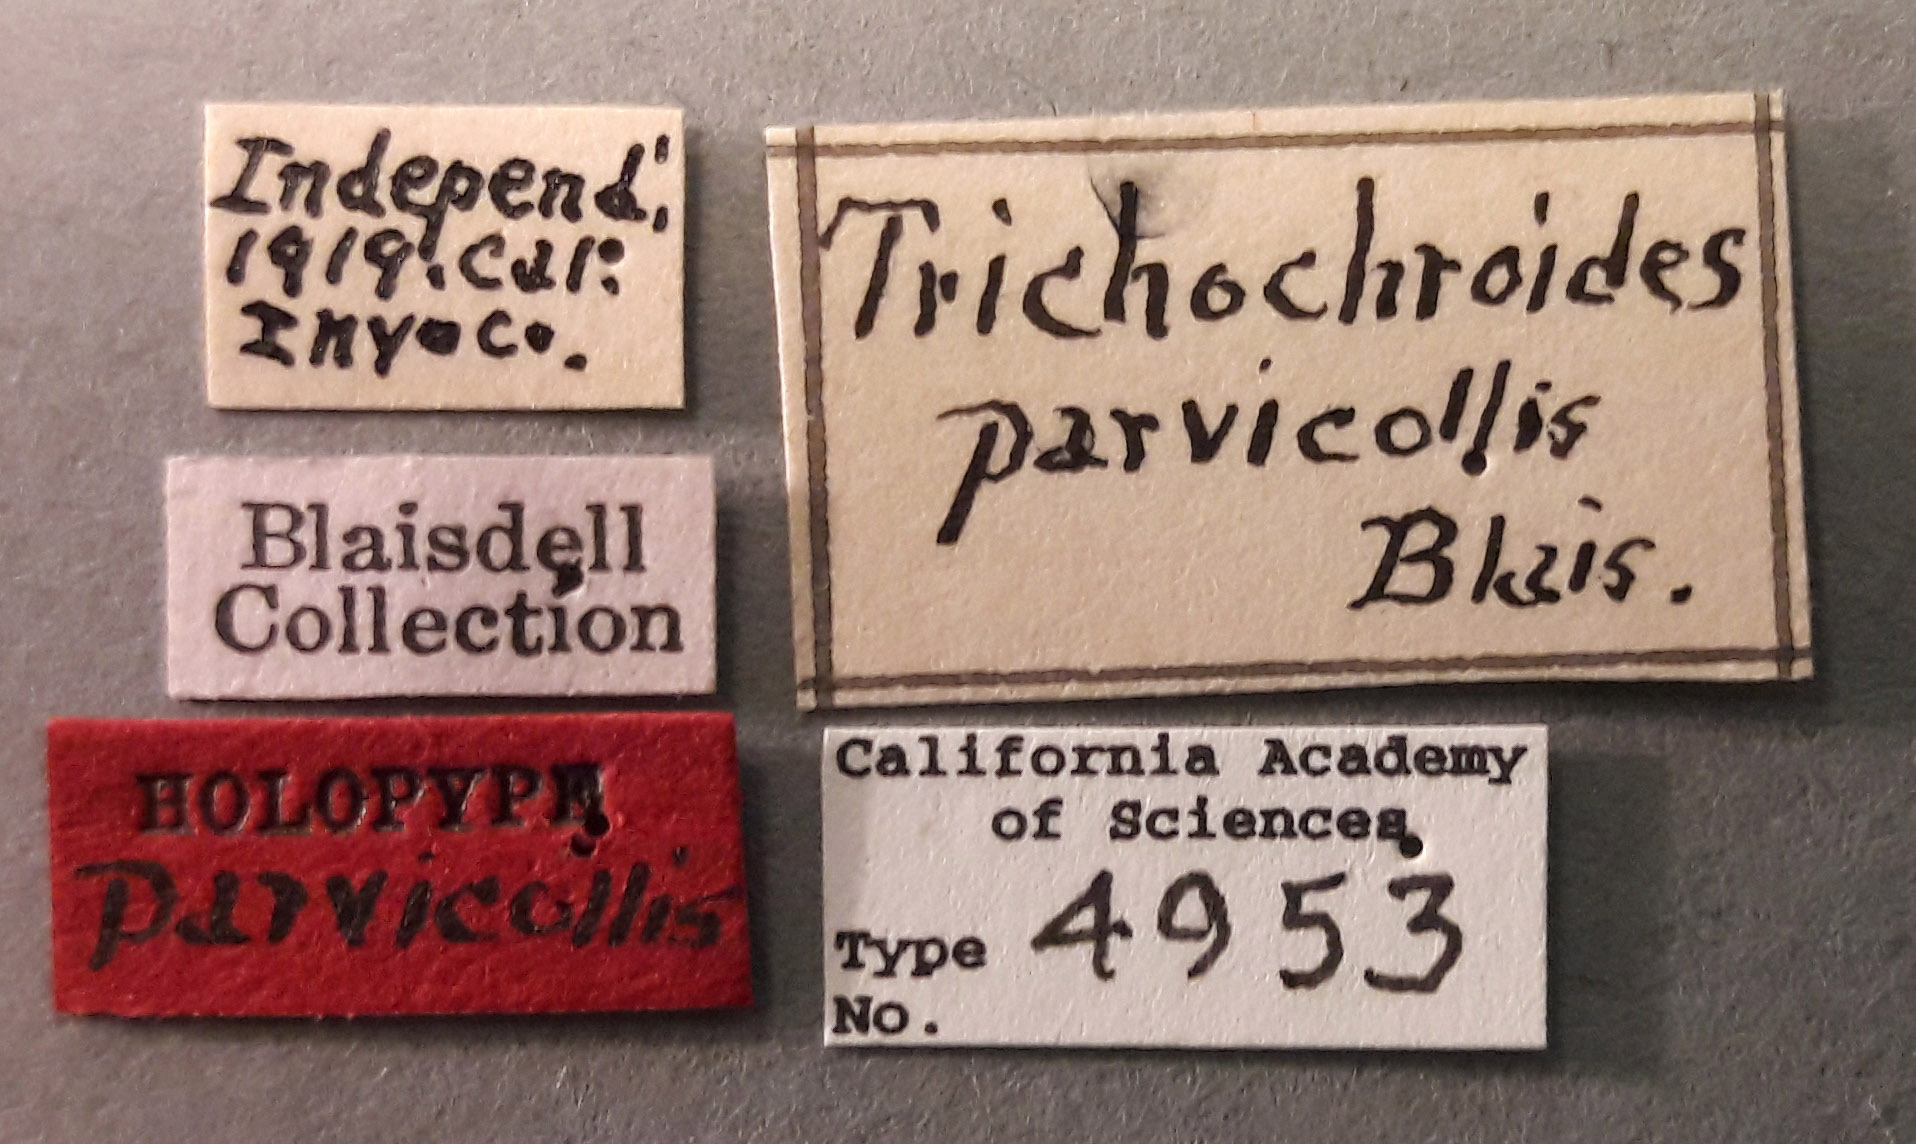 Independ'.
1919. Cal:
Inyo Co.
Blaisdell
Collection
HOLOPYPE
parvicollis
Trichochroides
parvicollis
Blais.
California Academy
of Sciences
Type 4953
No.